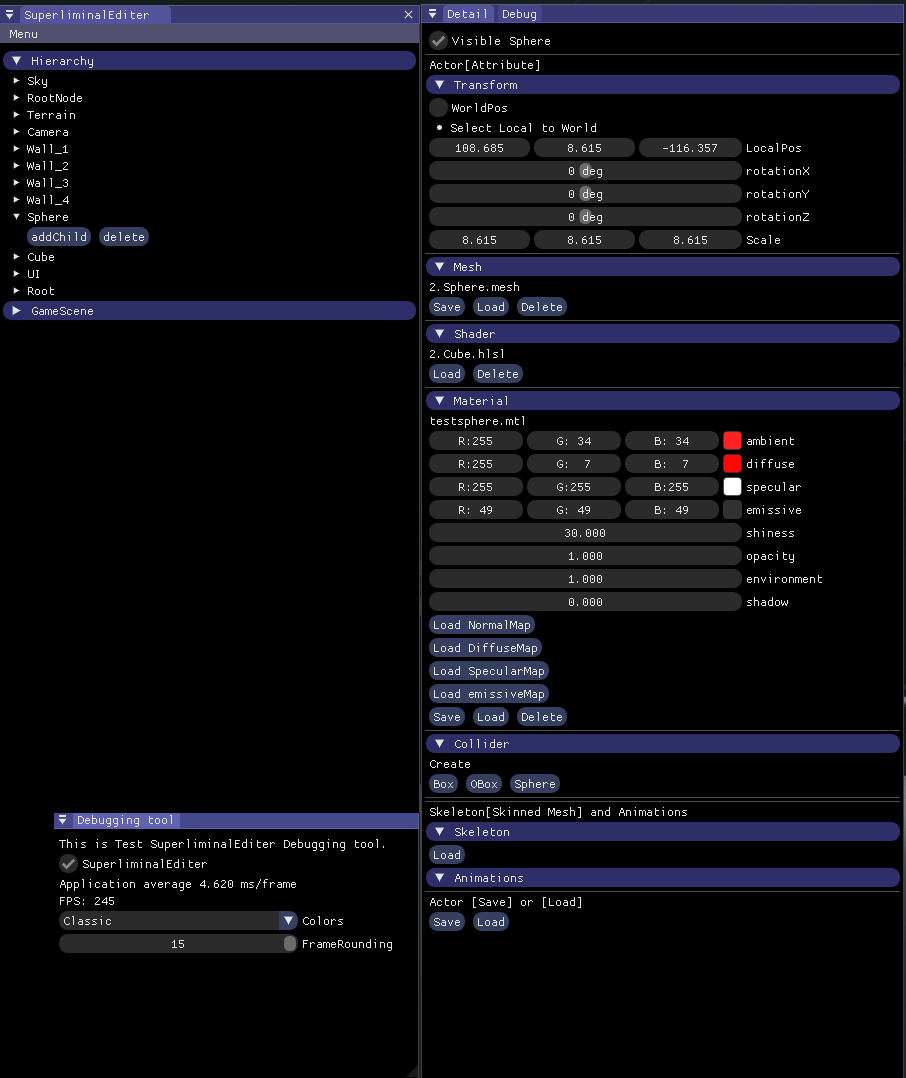 SuperliminalEditer
Menu
Hierarchy
Sky
RootNode
Terrain
Camera
Wall_1
Wall_2
Wall_3
Wall_4
Sphere
addChild delete
Cube
UI
Root
GameScene
Debugging tool
This is Test SuperliminalEditer Debugging tool.
SuperliminalEditer
Application average 4.620 ms/frame
FPS: 245
Classic Colors
15 FrameRounding
Detail Debug
Visible Sphere
Actor[Attribute]
Transform
WorldPos
Select Local to World
108.685 8.615 -116.357 LocalPos
0 deg rotationX
0 deg rotationY
0 deg rotationZ
8.615 8.615 8.615 Scale
Mesh
2.Sphere.mesh
Save Load Delete
Shader
2.Cube.hlsl
Load Delete
Material
testsphere.mtl
R:255 G: 34 B: 34 ambient
R:255 G: 7 B: 7 diffuse
R:255 G:255 B:255 specular
R: 49 G: 49 B: 49 emissive
30.000 shiness
1.000 opacity
1.000 environment
0.000 shadow
Load NormalMap
Load DiffuseMap
Load SpecularMap
Load emissiveMap
Save Load Delete
Collider
Create
Box OBox Sphere
Skeleton[Skinned Mesh] and Animations
Skeleton
Load
Animations
Actor [Save] or [Load]
Save Load